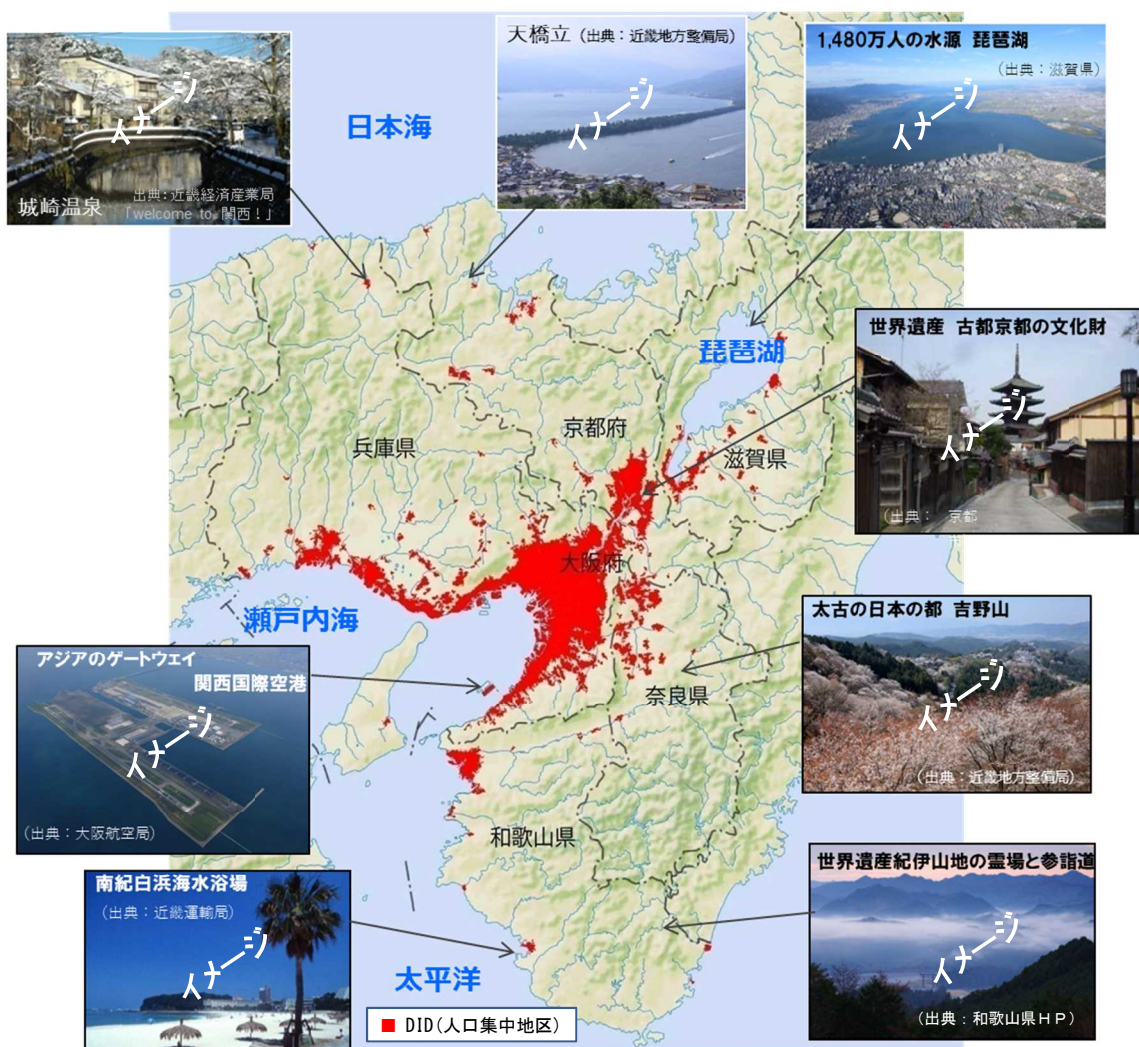 天橋立 (出典：近畿地方整備局)
イメージ
1,480万人の水源 琵琶湖
(出典：滋賀県)
イメージ
イメージ
城崎温泉
出典：近畿経済産業局
「welcome to 関西！」
日本海
琵琶湖
世界遺産 古都京都の文化財
イメージ
(出典： 京都
京都府
兵庫県
滋賀県
大阪府
瀬戸内海
太古の日本の都 吉野山
イメージ
(出典：近畿地方整備局)
アジアのゲートウェイ
関西国際空港
イメージ
(出典：大阪航空局)
奈良県
和歌山県
世界遺産紀伊山地の霊場と参詣道
イメージ
(出典：和歌山県HP)
南紀白浜海水浴場
(出典：近畿運輸局)
イメージ
太平洋
■ DID(人口集中地区)